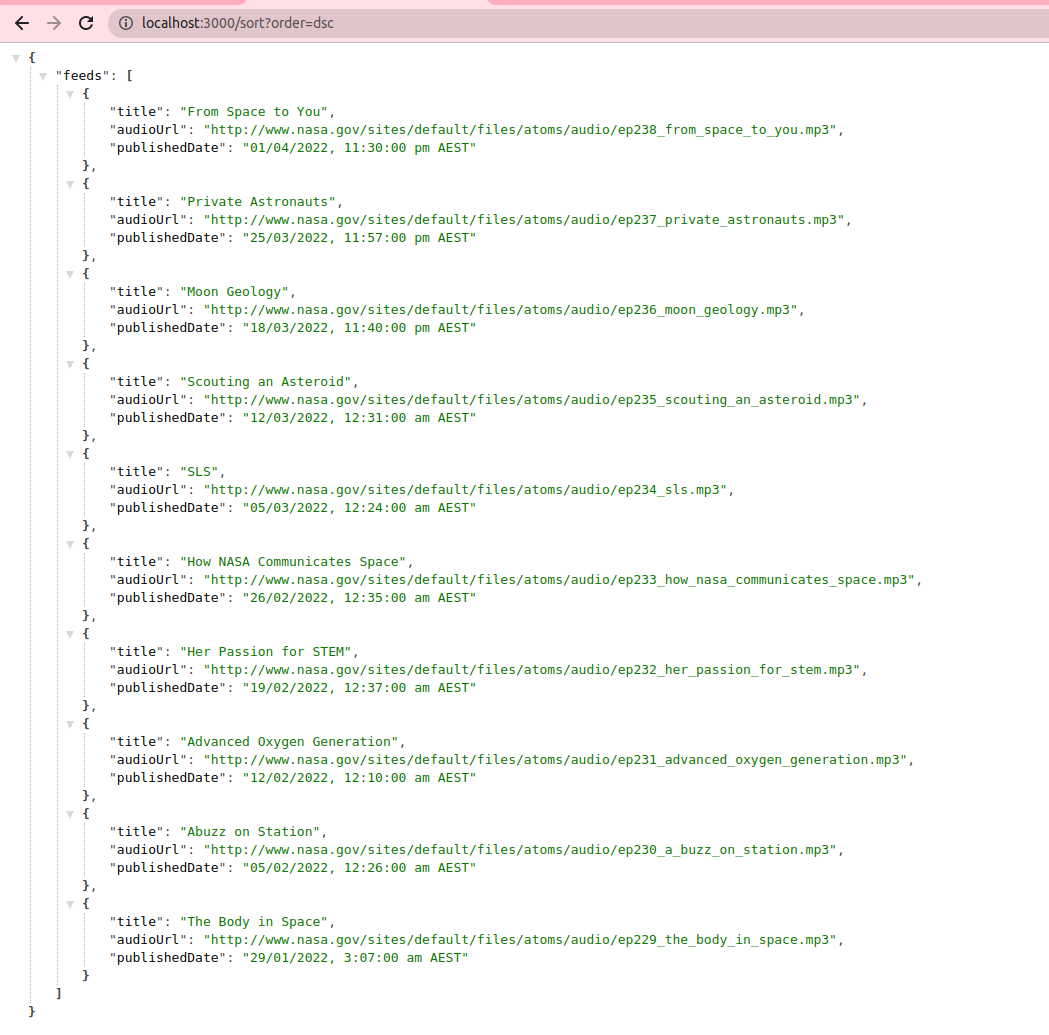 localhost:3000/sort?order=dsc
{
"feeds": [
{
"title": "From Space to You",
"audioUrl": "http://www.nasa.gov/sites/default/files/atoms/audio/ep238_from_space_to_you.mp3",
"publishedDate": "01/04/2022, 11:30:00 pm AEST"
},
{
"title": "Private Astronauts",
"audioUrl": "http://www.nasa.gov/sites/default/files/atoms/audio/ep237_private_astronauts.mp3",
"publishedDate": "25/03/2022, 11:57:00 pm AEST"
},
{
"title": "Moon Geology",
"audioUrl": "http://www.nasa.gov/sites/default/files/atoms/audio/ep236_moon_geology.mp3",
"publishedDate": "18/03/2022, 11:40:00 pm AEST"
},
{
"title": "Scouting an Asteroid",
"audioUrl": "http://www.nasa.gov/sites/default/files/atoms/audio/ep235_scouting_an_asteroid.mp3",
"publishedDate": "12/03/2022, 12:31:00 am AEST"
},
{
"title": "SLS",
"audioUrl": "http://www.nasa.gov/sites/default/files/atoms/audio/ep234_sls.mp3",
"publishedDate": "05/03/2022, 12:24:00 am AEST"
},
{
"title": "How NASA Communicates Space",
"audioUrl": "http://www.nasa.gov/sites/default/files/atoms/audio/ep233_how_nasa_communicates_space.mp3",
"publishedDate": "26/02/2022, 12:35:00 am AEST"
},
{
"title": "Her Passion for STEM",
"audioUrl": "http://www.nasa.gov/sites/default/files/atoms/audio/ep232_her_passion_for_stem.mp3",
"publishedDate": "19/02/2022, 12:37:00 am AEST"
},
{
"title": "Advanced Oxygen Generation",
"audioUrl": "http://www.nasa.gov/sites/default/files/atoms/audio/ep231_advanced_oxygen_generation.mp3",
"publishedDate": "12/02/2022, 12:10:00 am AEST"
},
{
"title": "Abuzz on Station",
"audioUrl": "http://www.nasa.gov/sites/default/files/atoms/audio/ep230_a_buzz_on_station.mp3",
"publishedDate": "05/02/2022, 12:26:00 am AEST"
},
{
"title": "The Body in Space",
"audioUrl": "http://www.nasa.gov/sites/default/files/atoms/audio/ep229_the_body_in_space.mp3",
"publishedDate": "29/01/2022, 3:07:00 am AEST"
}
]
}